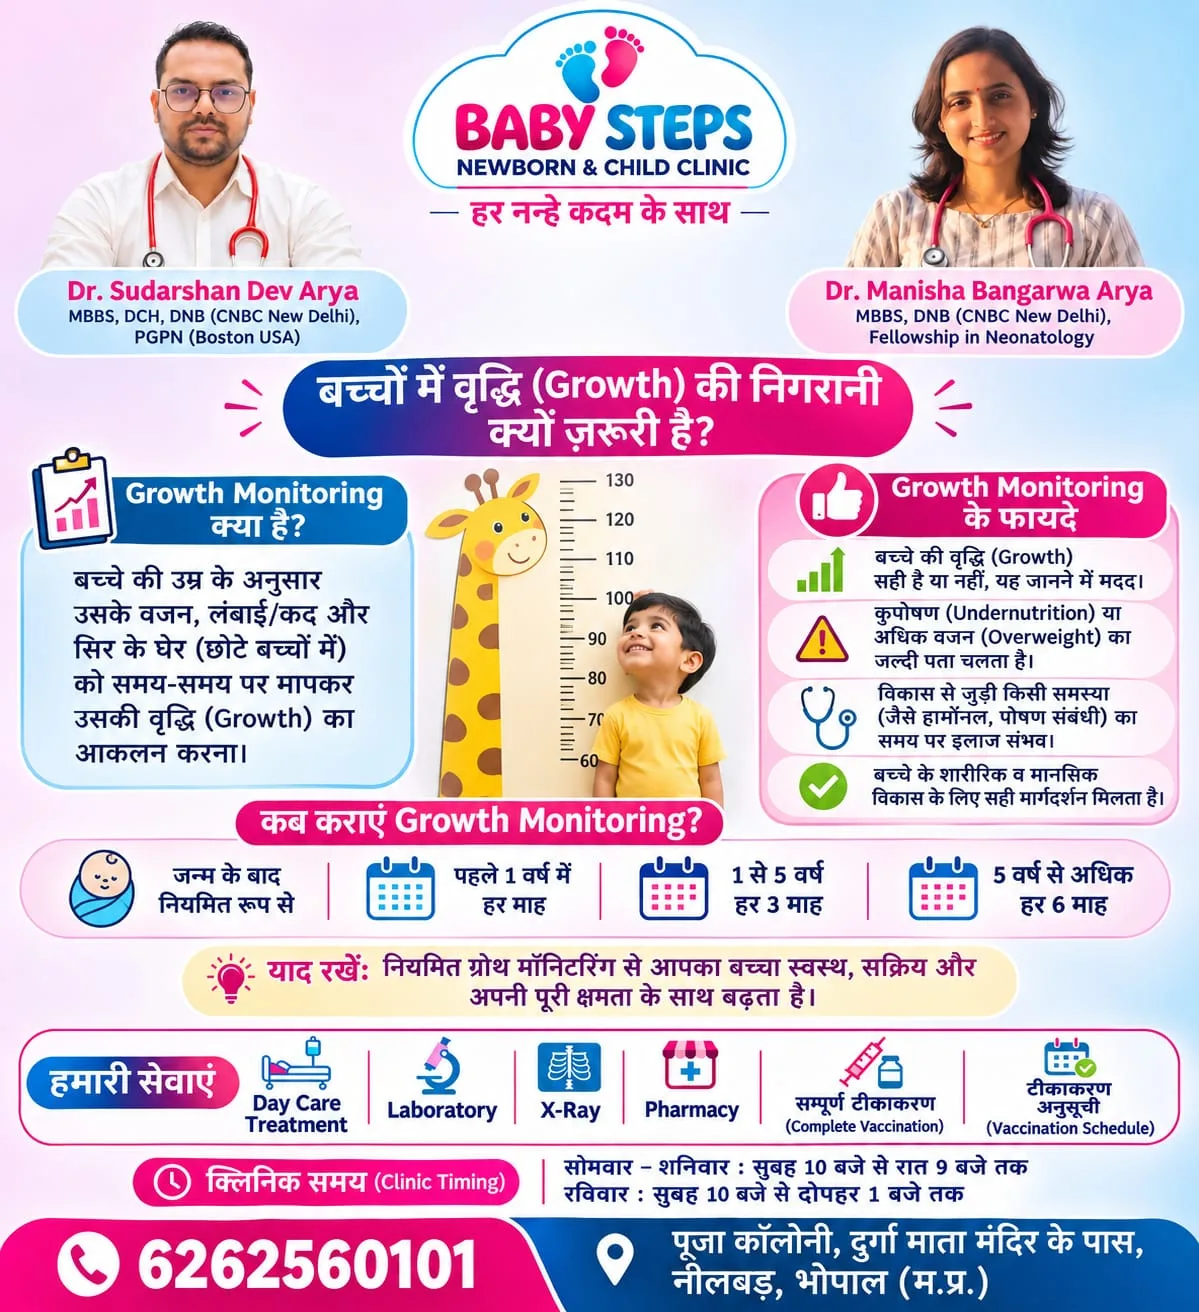 BABY STEPS
NEWBORN & CHILD CLINIC
हर नन्हे कदम के साथ
Dr. Sudarshan Dev Arya
MBBS, DCH, DNB (CNBC New Delhi),
PGPN (Boston USA)
Dr. Manisha Bangarwa Arya
MBBS, DNB (CNBC New Delhi),
Fellowship in Neonatology
बच्चों में वृद्धि (Growth) की निगरानी
क्यों ज़रूरी है?
Growth Monitoring
क्या है?
बच्चे की उम्र के अनुसार
उसके वजन, लंबाई/कद और
सिर के घेर (छोटे बच्चों में)
को समय-समय पर मापकर
उसकी वृद्धि (Growth) का
आकलन करना।
130
120
110
100
90
80
70
60
Growth Monitoring
के फायदे
बच्चे की वृद्धि (Growth)
सही है या नहीं, यह जानने में मदद।
कुपोषण (Undernutrition) या
अधिक वजन (Overweight) का
जल्दी पता चलता है।
विकास से जुड़ी किसी समस्या
(जैसे हार्मोनल, पोषण संबंधी) का
समय पर इलाज संभव।
बच्चे के शारीरिक व मानसिक
विकास के लिए सही मार्गदर्शन मिलता है।
कब कराएं Growth Monitoring?
जन्म के बाद
नियमित रूप से
पहले 1 वर्ष में
हर माह
1 से 5 वर्ष
हर 3 माह
5 वर्ष से अधिक
हर 6 माह
याद रखें: नियमित ग्रोथ मॉनिटरिंग से आपका बच्चा स्वस्थ, सक्रिय और
अपनी पूरी क्षमता के साथ बढ़ता है।
हमारी सेवाएं
Day Care
Treatment
Laboratory
X-Ray
Pharmacy
सम्पूर्ण टीकाकरण
(Complete Vaccination)
टीकाकरण
अनुसूची
(Vaccination Schedule)
क्लिनिक समय (Clinic Timing)
सोमवार – शनिवार : सुबह 10 बजे से रात 9 बजे तक
रविवार : सुबह 10 बजे से दोपहर 1 बजे तक
6262560101
पूजा कॉलोनी, दुर्गा माता मंदिर के पास,
नीलबड़, भोपाल (म.प्र.)